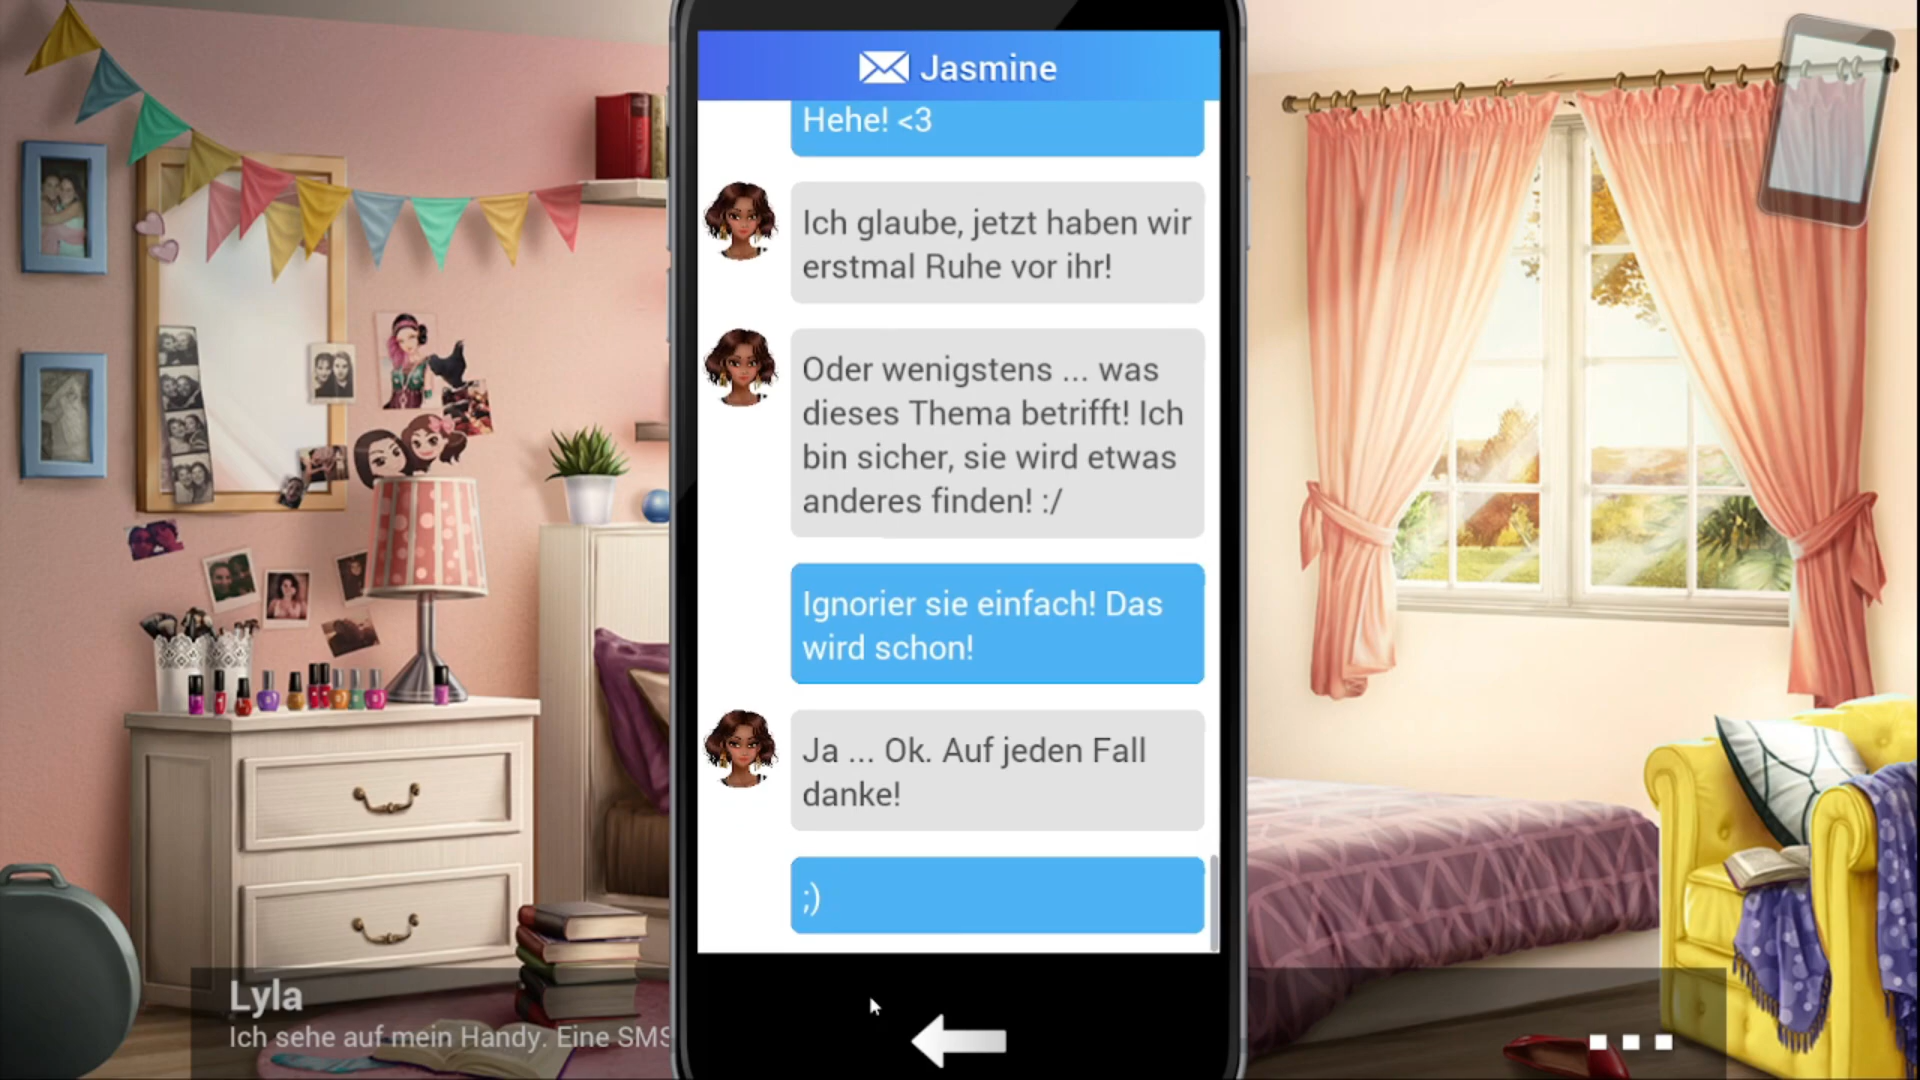 Jasmine
Hehe! <3
Ich glaube, jetzt haben wir
erstmal Ruhe vor ihr!
Oder wenigstens ... was
dieses Thema betrifft! Ich
bin sicher, sie wird etwas
anderes finden! :/
Ignorier sie einfach! Das
wird schon!
Ja ... Ok. Auf jeden Fall
danke!
;)
Lyla
Ich sehe auf mein Handy. Eine SMS